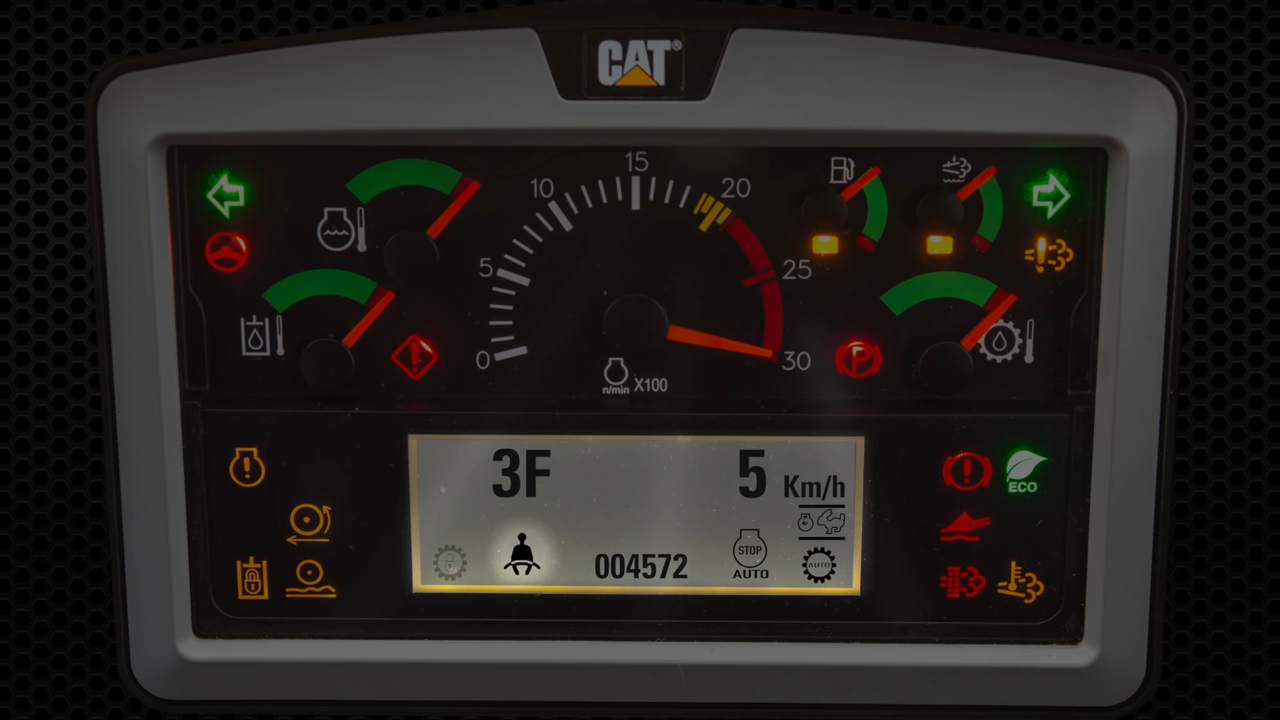 CAT®
15
10
20
5
25
0
30
n/min X100
P
3F
5 Km/h
ECO
STOP
AUTO
004572
AUTO